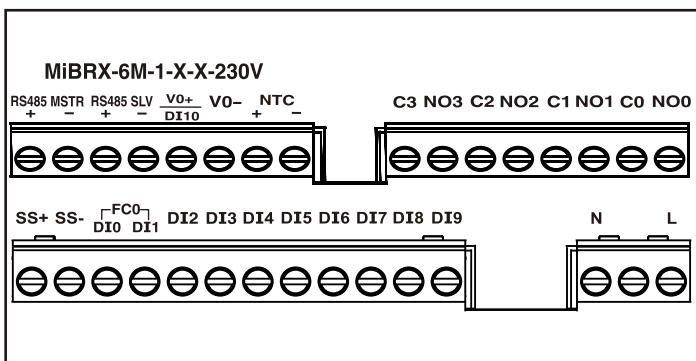 MiBRX-6M-1-X-X-230V
RS485 MSTR RS485 SLV V0+ V0- NTC C3 NO3 C2 NO2 C1 NO1 C0 NO0
+ - + - DI10 + -
SS+ SS- FC0 DI2 DI3 DI4 DI5 DI6 DI7 DI8 DI9 N L
DI0 DI1